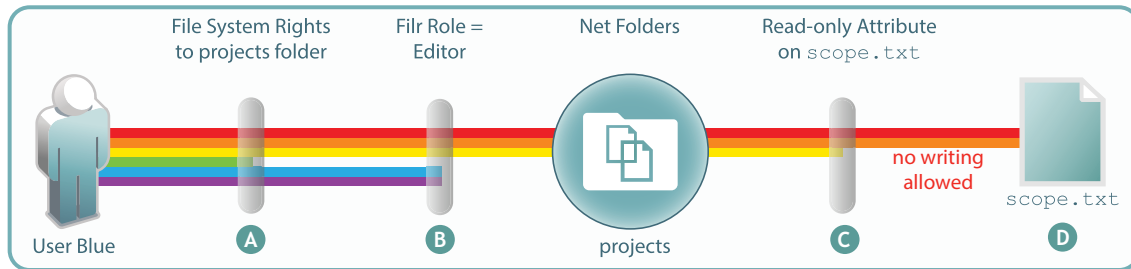 File System Rights
to projects folder
Filr Role =
Editor
Net Folders
Read-only Attribute
on scope.txt
no writing
allowed
scope.txt
User Blue
A
B
projects
C
D